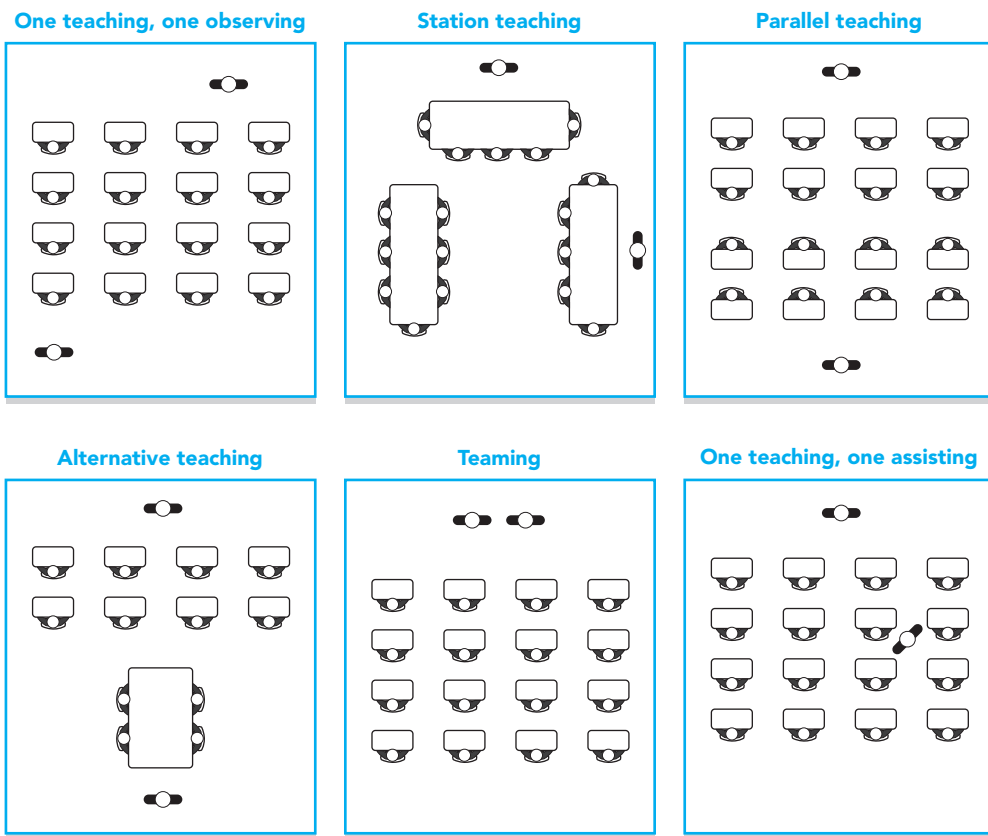 One teaching, one observing
Station teaching
Parallel teaching
Alternative teaching
Teaming
One teaching, one assisting